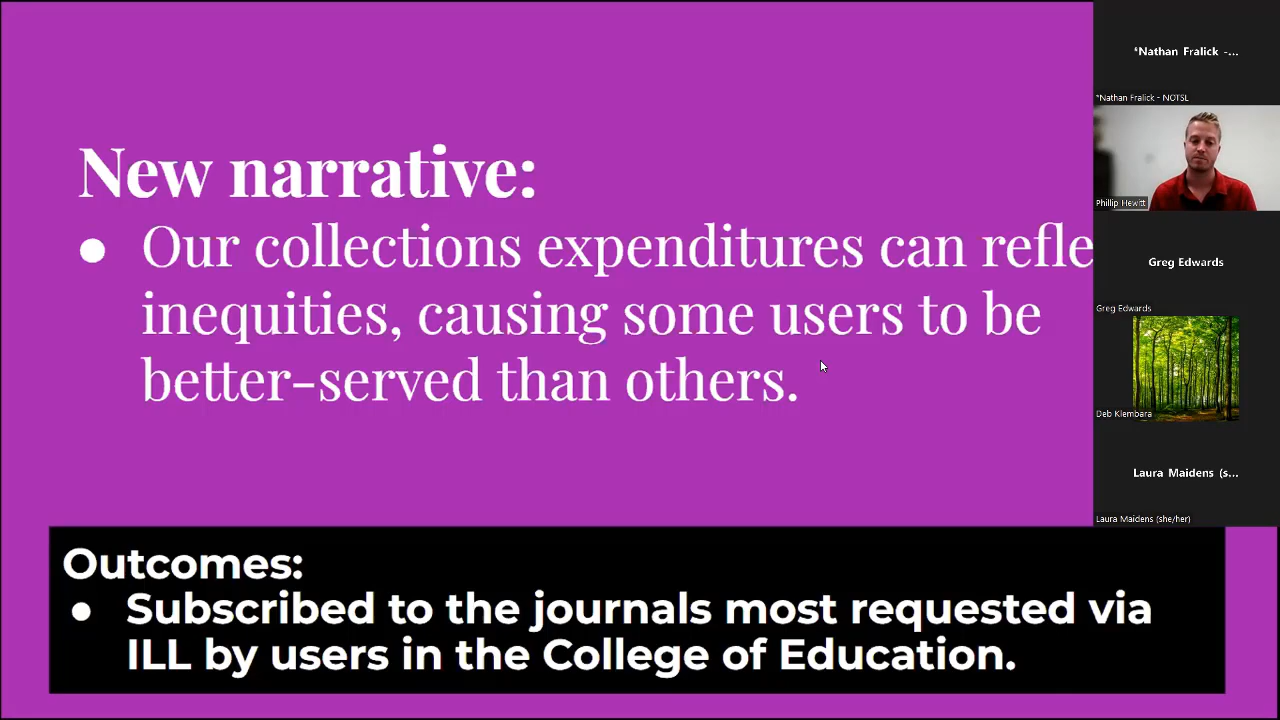 New narrative:
● Our collections expenditures can refle
inequities, causing some users to be
better-served than others.
Outcomes:
● Subscribed to the journals most requested via
ILL by users in the College of Education.
*Nathan Fralick -...
*Nathan Fralick - NOTSL
Phillip Hewitt
Greg Edwards
Greg Edwards
Deb Klembara
Laura Maidens (s...
Laura Maidens (she/her)